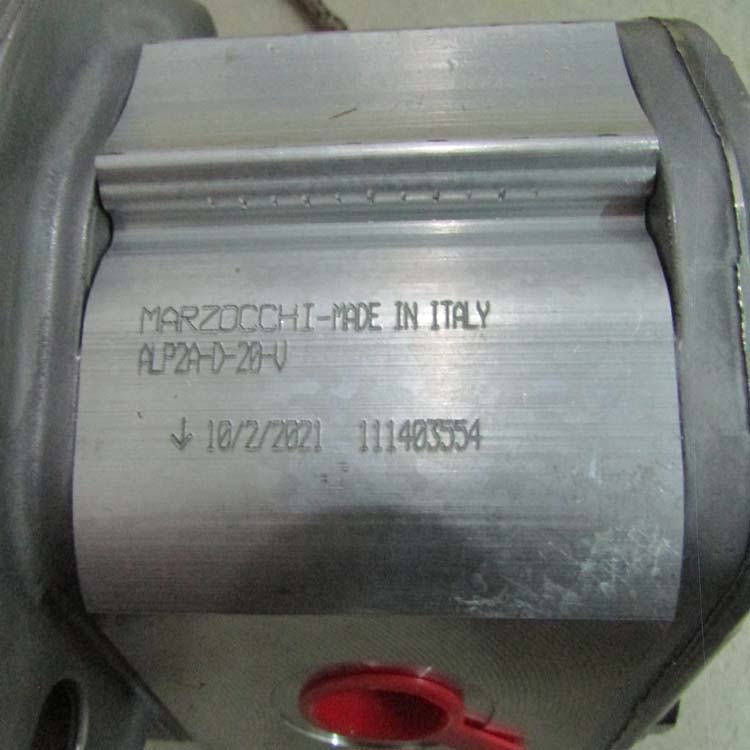 MARZOCCHI-MADE IN ITALY
ALP2A-D-20-V
↓ 10/2/2021 111403554